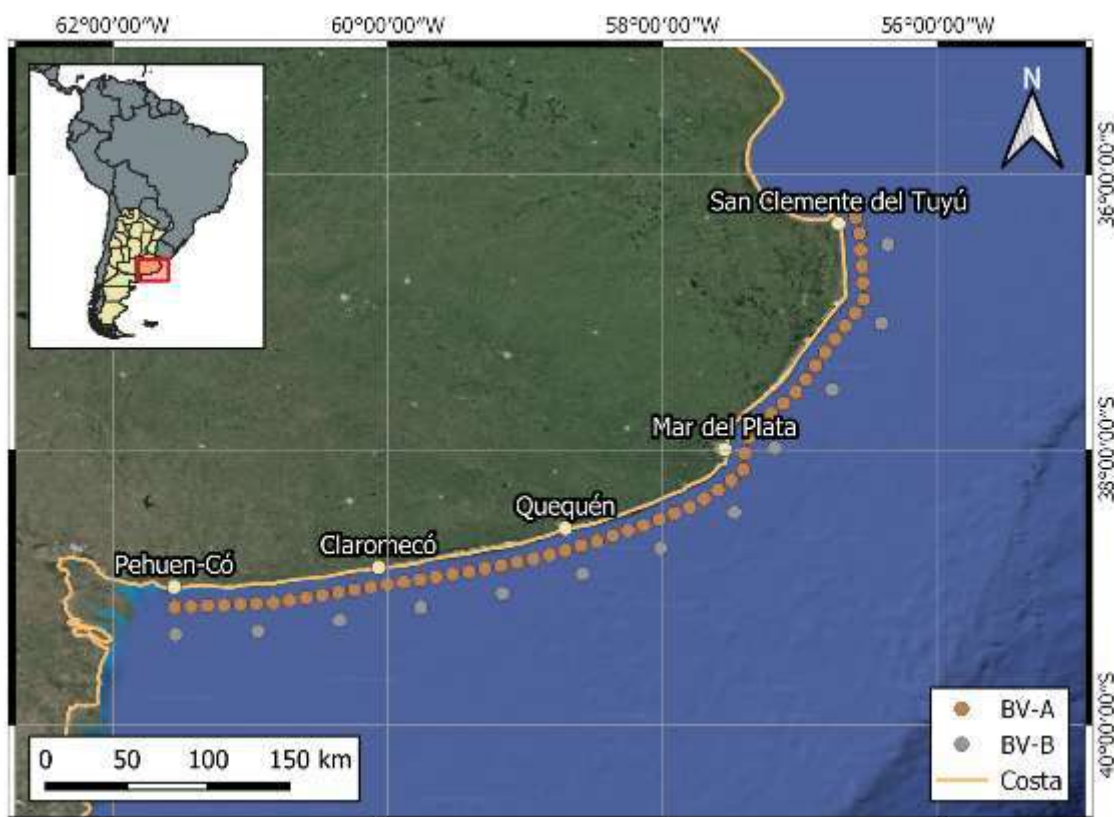 62°00'00"W 60°00'00"W 58°00'00"W 56°00'00"W
N
36°00'00"S
San Clemente del Tuyú
Mar del Plata
38°00'00"S
Quequén
Claromecó
Pehuen-Có
BV-A
BV-B
Costa
40°00'00"S
0 50 100 150 km